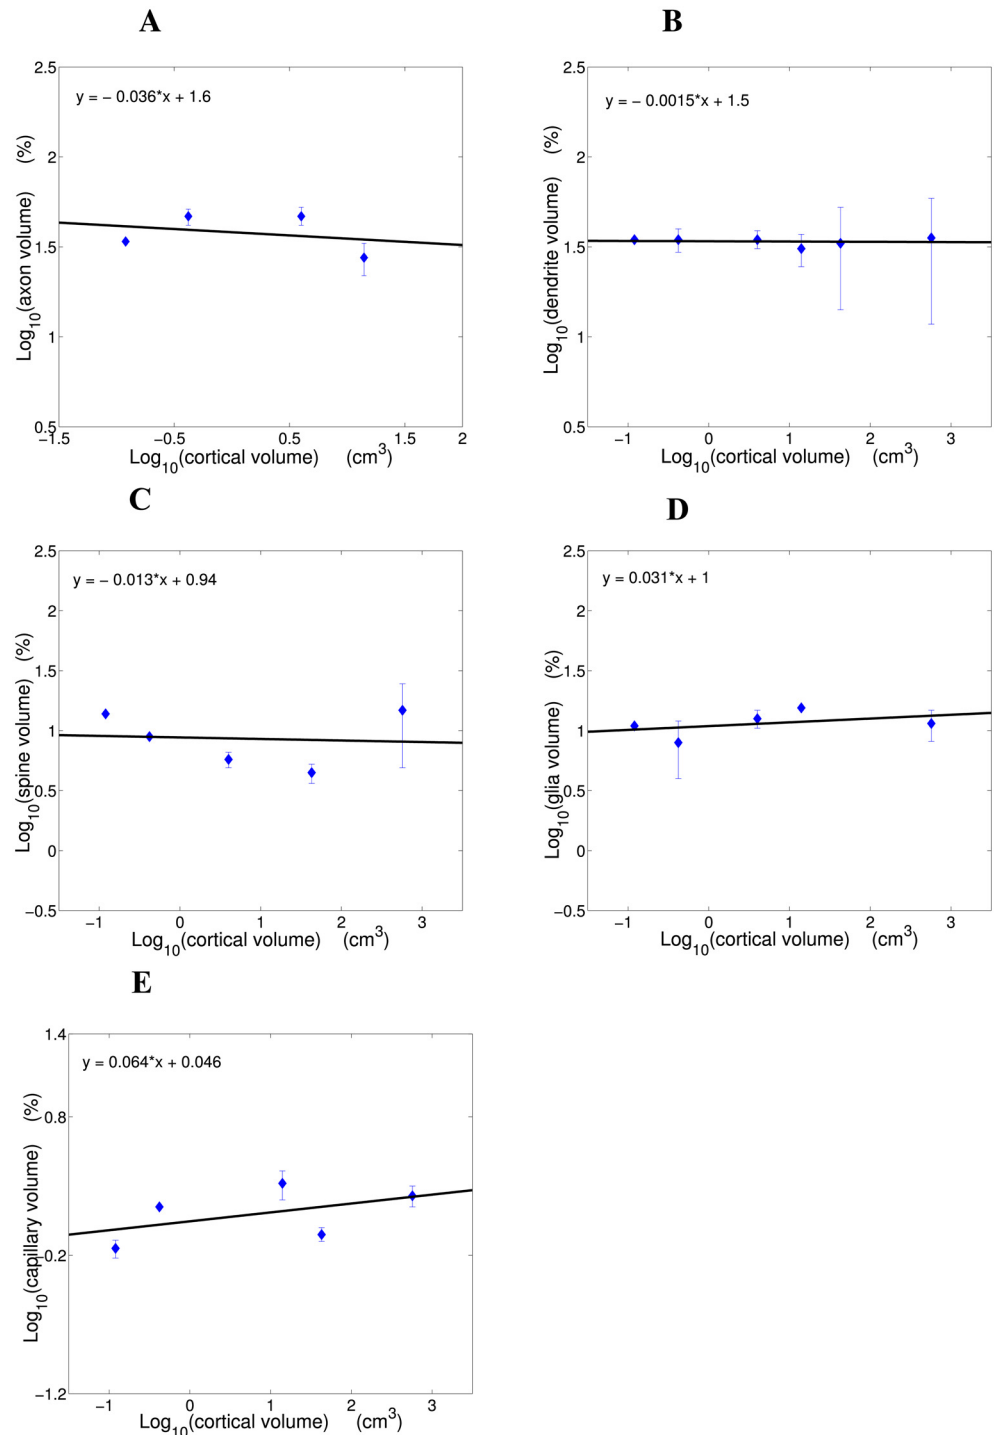 A
y = − 0.036*x + 1.6
2.5
2
1.5
1
0.5
Log10(axon volume) (%)
−1.5 −0.5 0.5 1.5 2
Log10(cortical volume) (cm3)
B
y = − 0.0015*x + 1.5
2.5
2
1.5
1
0.5
Log10(dendrite volume) (%)
−1 0 1 2 3
Log10(cortical volume) (cm3)
C
y = − 0.013*x + 0.94
2.5
2
1.5
1
0.5
0
−0.5
Log10(spine volume) (%)
−1 0 1 2 3
Log10(cortical volume) (cm3)
D
y = 0.031*x + 1
2.5
2
1.5
1
0.5
0
−0.5
Log10(glia volume) (%)
−1 0 1 2 3
Log10(cortical volume) (cm3)
E
y = 0.064*x + 0.046
1.4
0.8
−0.2
−1.2
Log10(capillary volume) (%)
−1 0 1 2 3
Log10(cortical volume) (cm3)